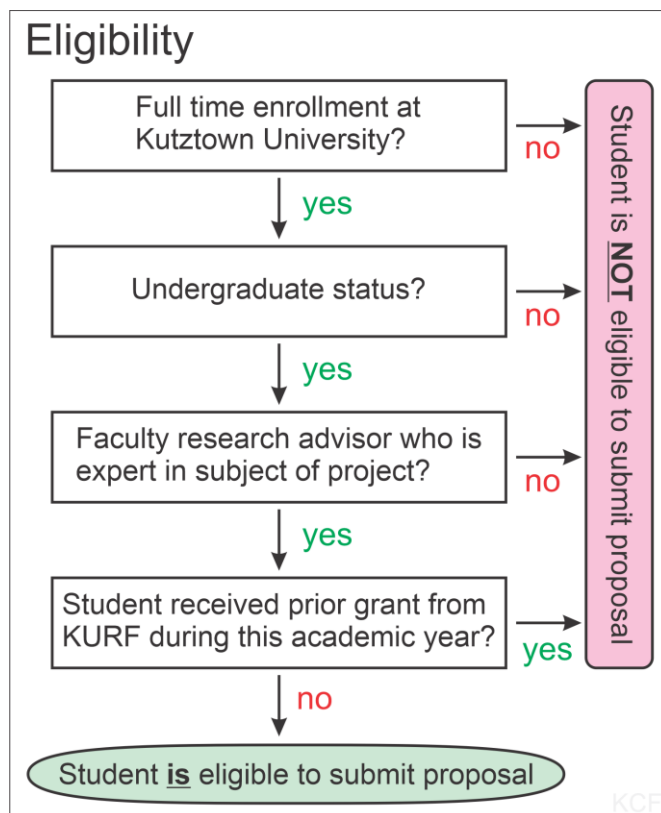 Eligibility
Full time enrollment at
Kutztown University?
no
yes
Undergraduate status?
no
yes
Faculty research advisor who is
expert in subject of project?
no
yes
Student received prior grant from
KURF during this academic year?
yes
no
Student is eligible to submit proposal
Student is NOT eligible to submit proposal
KCF